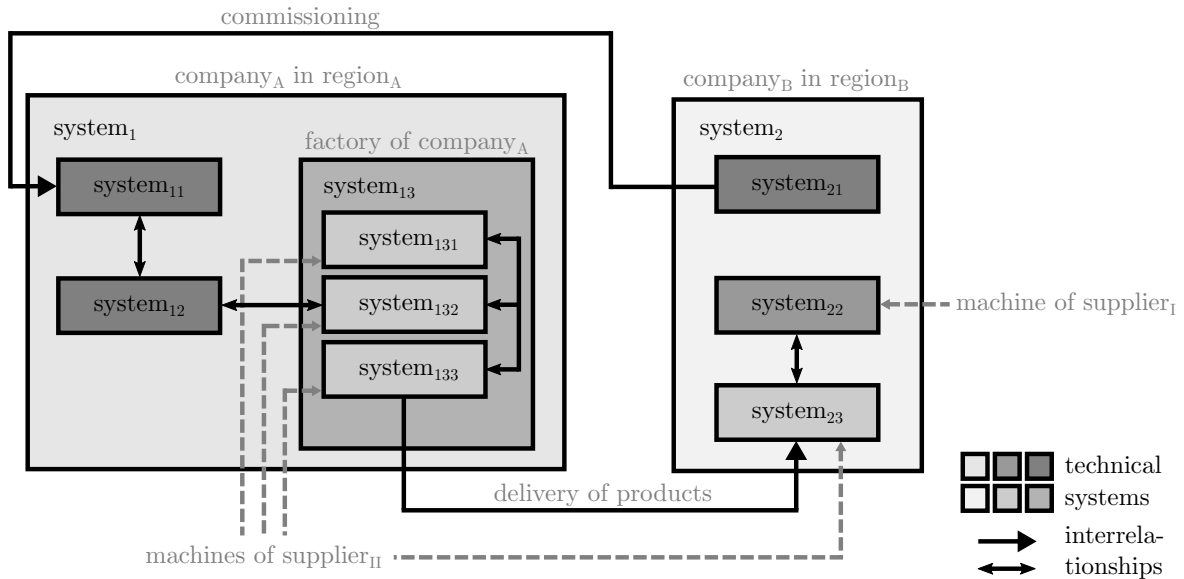 commissioning
company_A in region_A
company_B in region_B
system_1
factory of company_A
system_2
system_11
system_13
system_21
system_131
system_12
system_132
system_22
machine of supplier_I
system_133
system_23
technical
systems
delivery of products
interrela-
tionships
machines of supplier_II